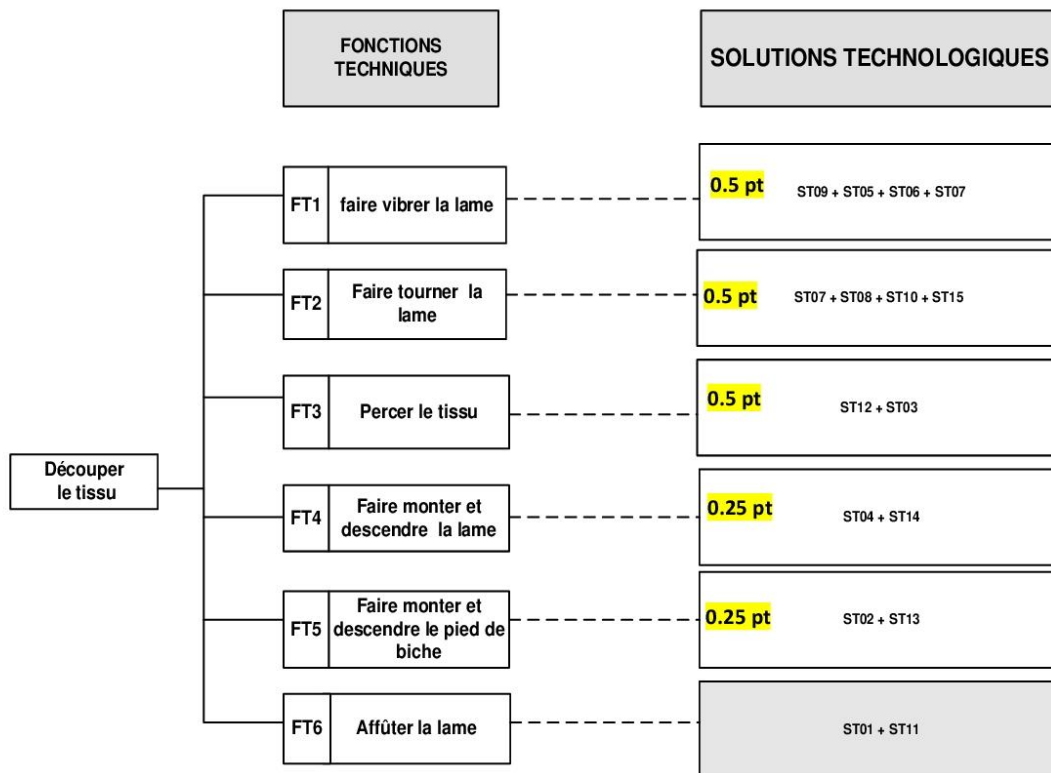 FONCTIONS
TECHNIQUES
SOLUTIONS TECHNOLOGIQUES
FT1
faire vibrer la lame
0.5 pt
ST09 + ST05 + ST06 + ST07
FT2
Faire tourner la
lame
0.5 pt
ST07 + ST08 + ST10 + ST15
FT3
Percer le tissu
0.5 pt
ST12 + ST03
Découper
le tissu
FT4
Faire monter et
descendre la lame
0.25 pt
ST04 + ST14
FT5
Faire monter et
descendre le pied de
biche
0.25 pt
ST02 + ST13
FT6
Affûter la lame
ST01 + ST11